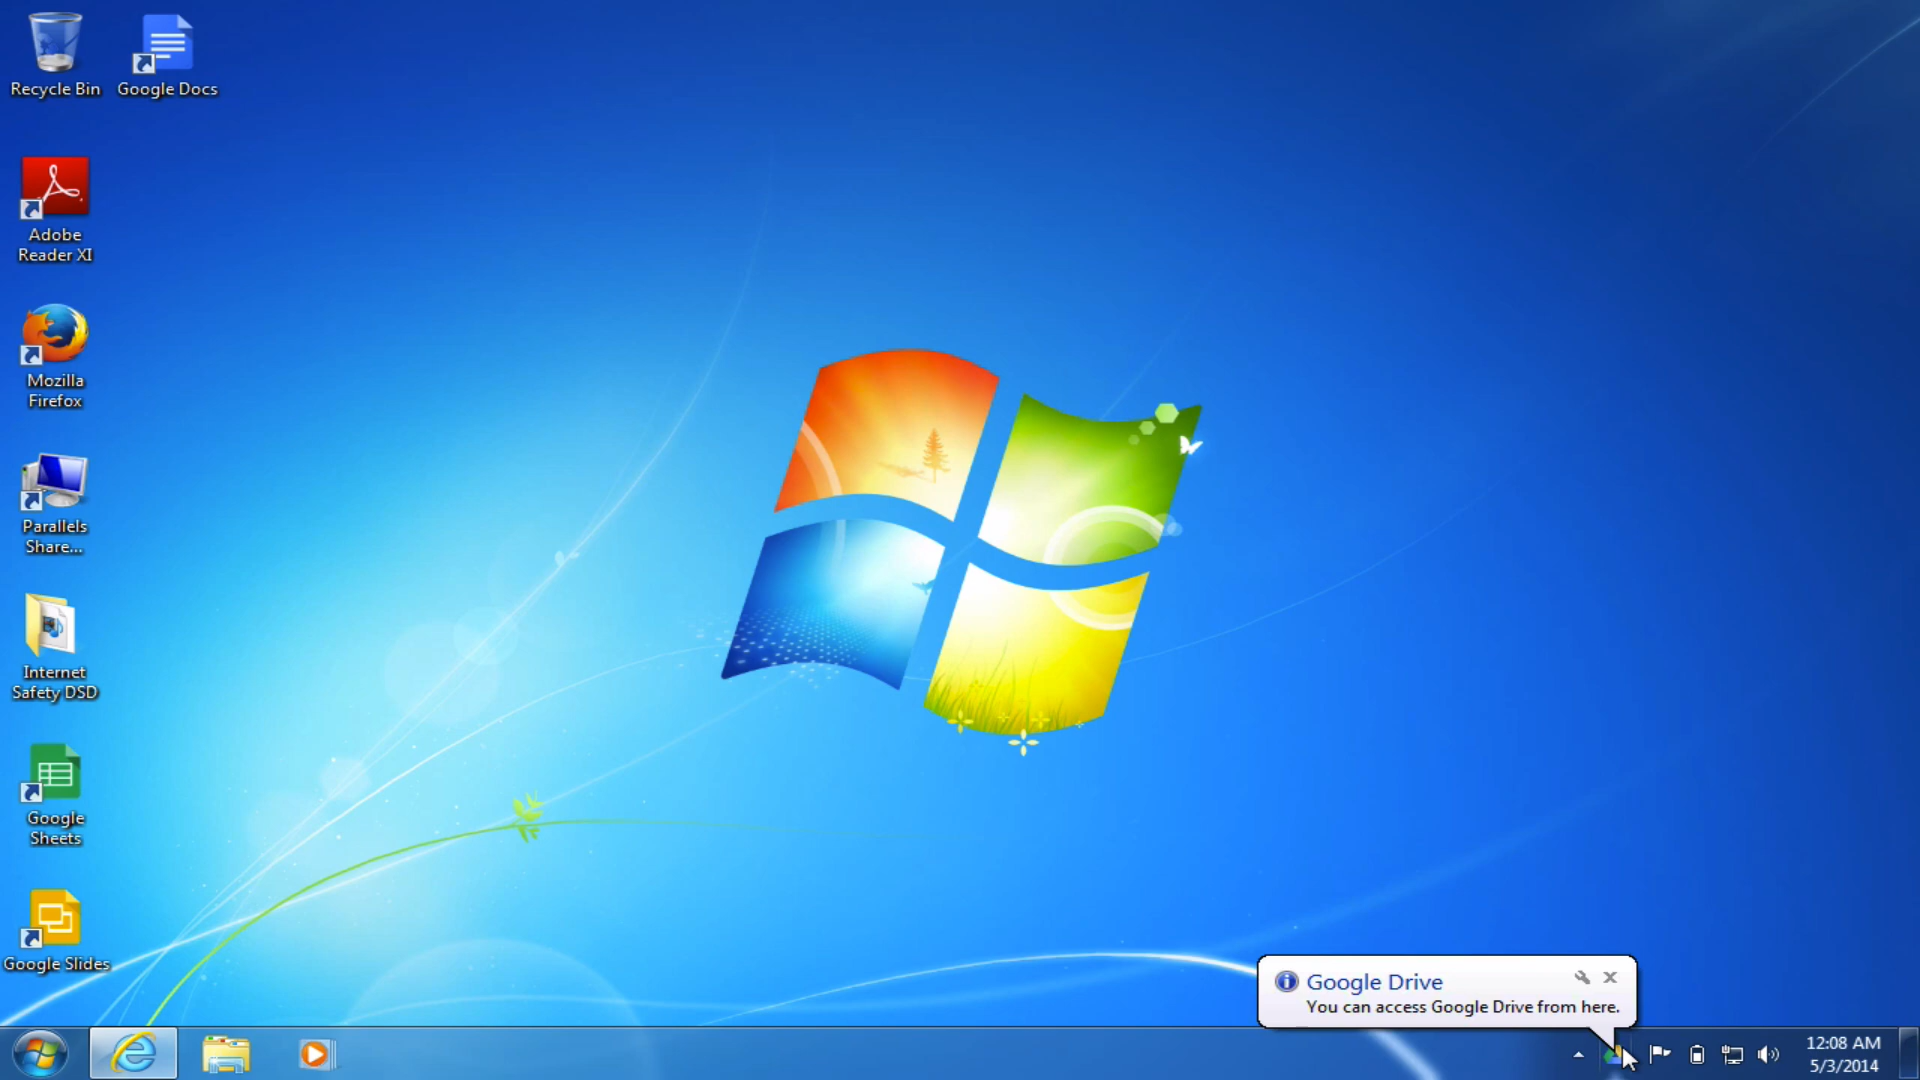 Recycle Bin
Google Docs
Adobe
Reader XI
Mozilla
Firefox
Parallels
Share...
Internet
Safety DSD
Google
Sheets
Google Slides
Google Drive
You can access Google Drive from here.
12:08 AM
5/3/2014